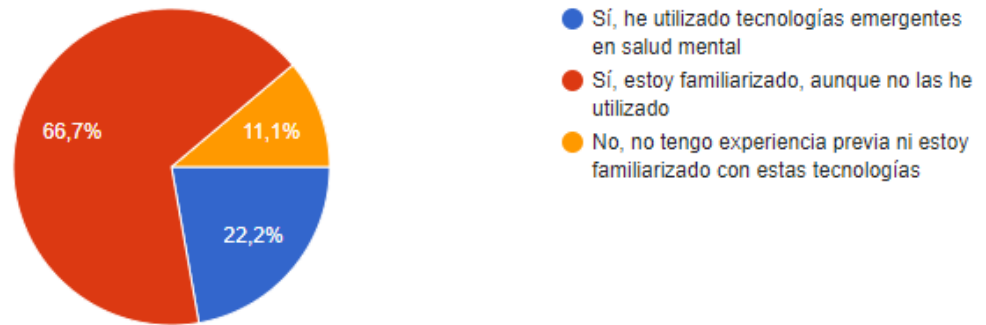 Sí, he utilizado tecnologías emergentes
en salud mental
Sí, estoy familiarizado, aunque no las he
utilizado
No, no tengo experiencia previa ni estoy
familiarizado con estas tecnologías
66,7%
11,1%
22,2%